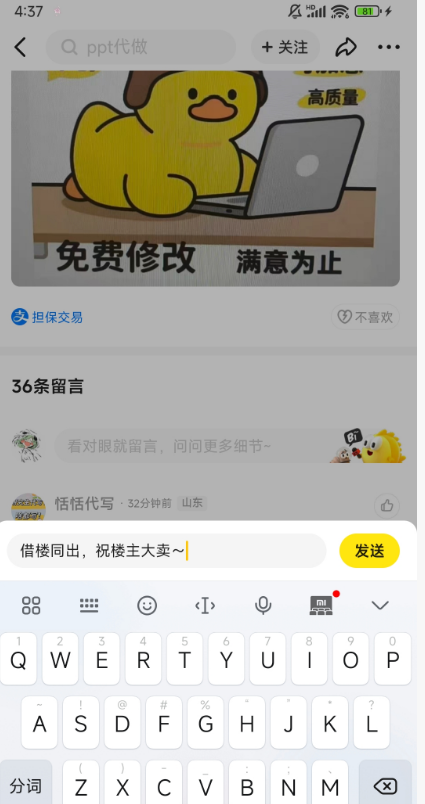 4:37
81
ppt代做
+ 关注
高质量
免费修改 满意为止
支 担保交易
不喜欢
36条留言
看对眼就留言，问问更多细节~
Bi
恬恬代写 · 32分钟前 山东
借楼同出，祝楼主大卖～
发送
mi
1 2 3 4 5 6 7 8 9 0
Q W E R T Y U I O P
~ ! @ # % " " * ?
A S D F G H J K L
分词 Z X C V B N M